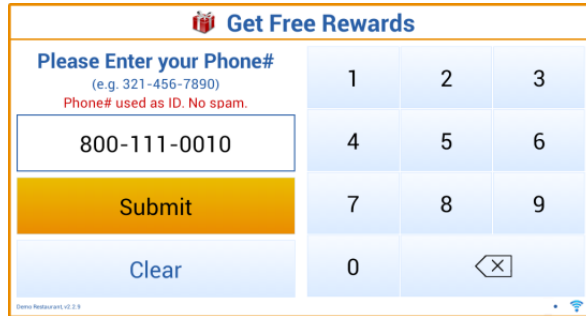 Get Free Rewards
Please Enter your Phone#
(e.g. 321-456-7890)
Phone# used as ID. No spam.
800-111-0010
Submit
Clear
1 2 3
4 5 6
7 8 9
0
Demo Restaurant, v2.2.9